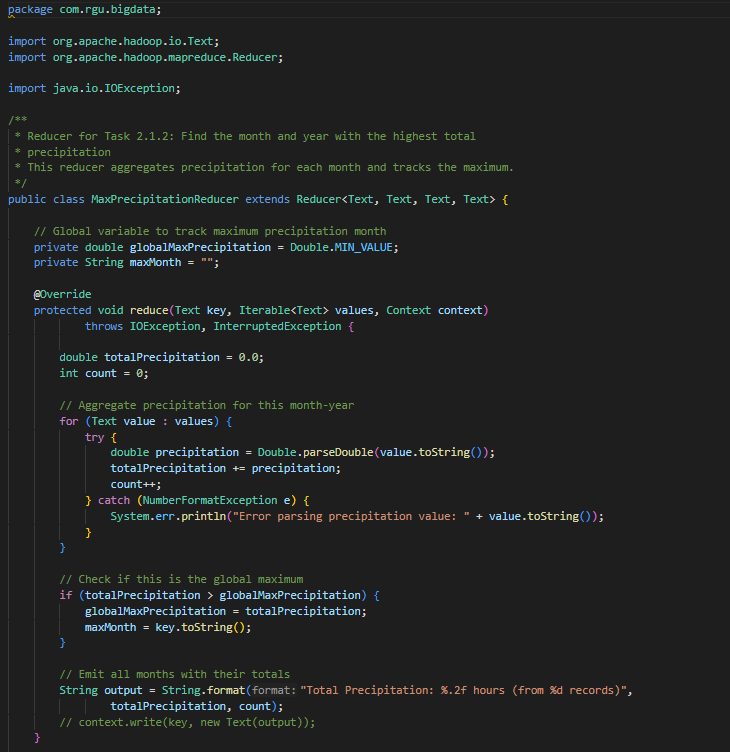 package com.rgu.bigdata;
import org.apache.hadoop.io.Text;
import org.apache.hadoop.mapreduce.Reducer;
import java.io.IOException;
/**
 * Reducer for Task 2.1.2: Find the month and year with the highest total
 * precipitation
 * This reducer aggregates precipitation for each month and tracks the maximum.
 */
public class MaxPrecipitationReducer extends Reducer<Text, Text, Text, Text> {
    // Global variable to track maximum precipitation month
    private double globalMaxPrecipitation = Double.MIN_VALUE;
    private String maxMonth = "";
    @Override
    protected void reduce(Text key, Iterable<Text> values, Context context)
            throws IOException, InterruptedException {
        double totalPrecipitation = 0.0;
        int count = 0;
        // Aggregate precipitation for this month-year
        for (Text value : values) {
            try {
                double precipitation = Double.parseDouble(value.toString());
                totalPrecipitation += precipitation;
                count++;
            } catch (NumberFormatException e) {
                System.err.println("Error parsing precipitation value: " + value.toString());
            }
        }
        // Check if this is the global maximum
        if (totalPrecipitation > globalMaxPrecipitation) {
            globalMaxPrecipitation = totalPrecipitation;
            maxMonth = key.toString();
        }
        // Emit all months with their totals
        String output = String.format(format: "Total Precipitation: %.2f hours (from %d records)",
                totalPrecipitation, count);
        // context.write(key, new Text(output));
    }